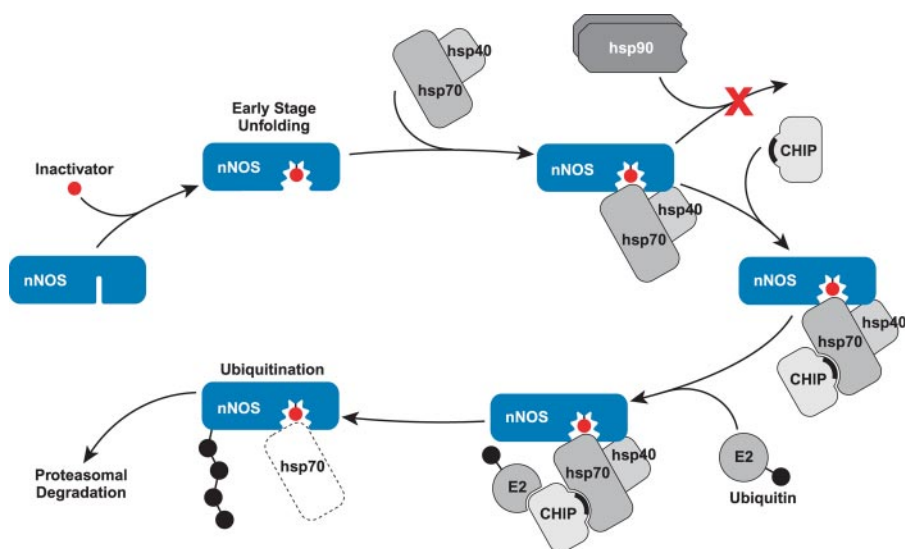 Inactivator
nNOS
Early Stage
Unfolding
nNOS
hsp40
hsp70
hsp90
X
nNOS
hsp40
hsp70
CHIP
nNOS
hsp40
hsp70
CHIP
E2
Ubiquitin
nNOS
hsp40
hsp70
E2
CHIP
Ubiquitination
nNOS
hsp70
Proteasomal
Degradation